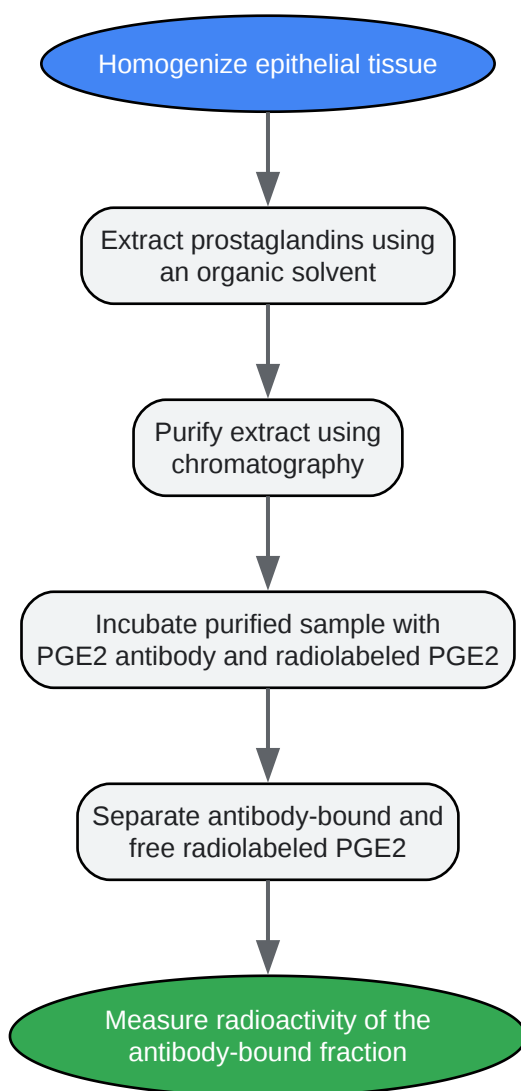 Homogenize epithelial tissue
Extract prostaglandins using
an organic solvent
Purify extract using
chromatography
Incubate purified sample with
PGE2 antibody and radiolabeled PGE2
Separate antibody-bound and
free radiolabeled PGE2
Measure radioactivity of the
antibody-bound fraction